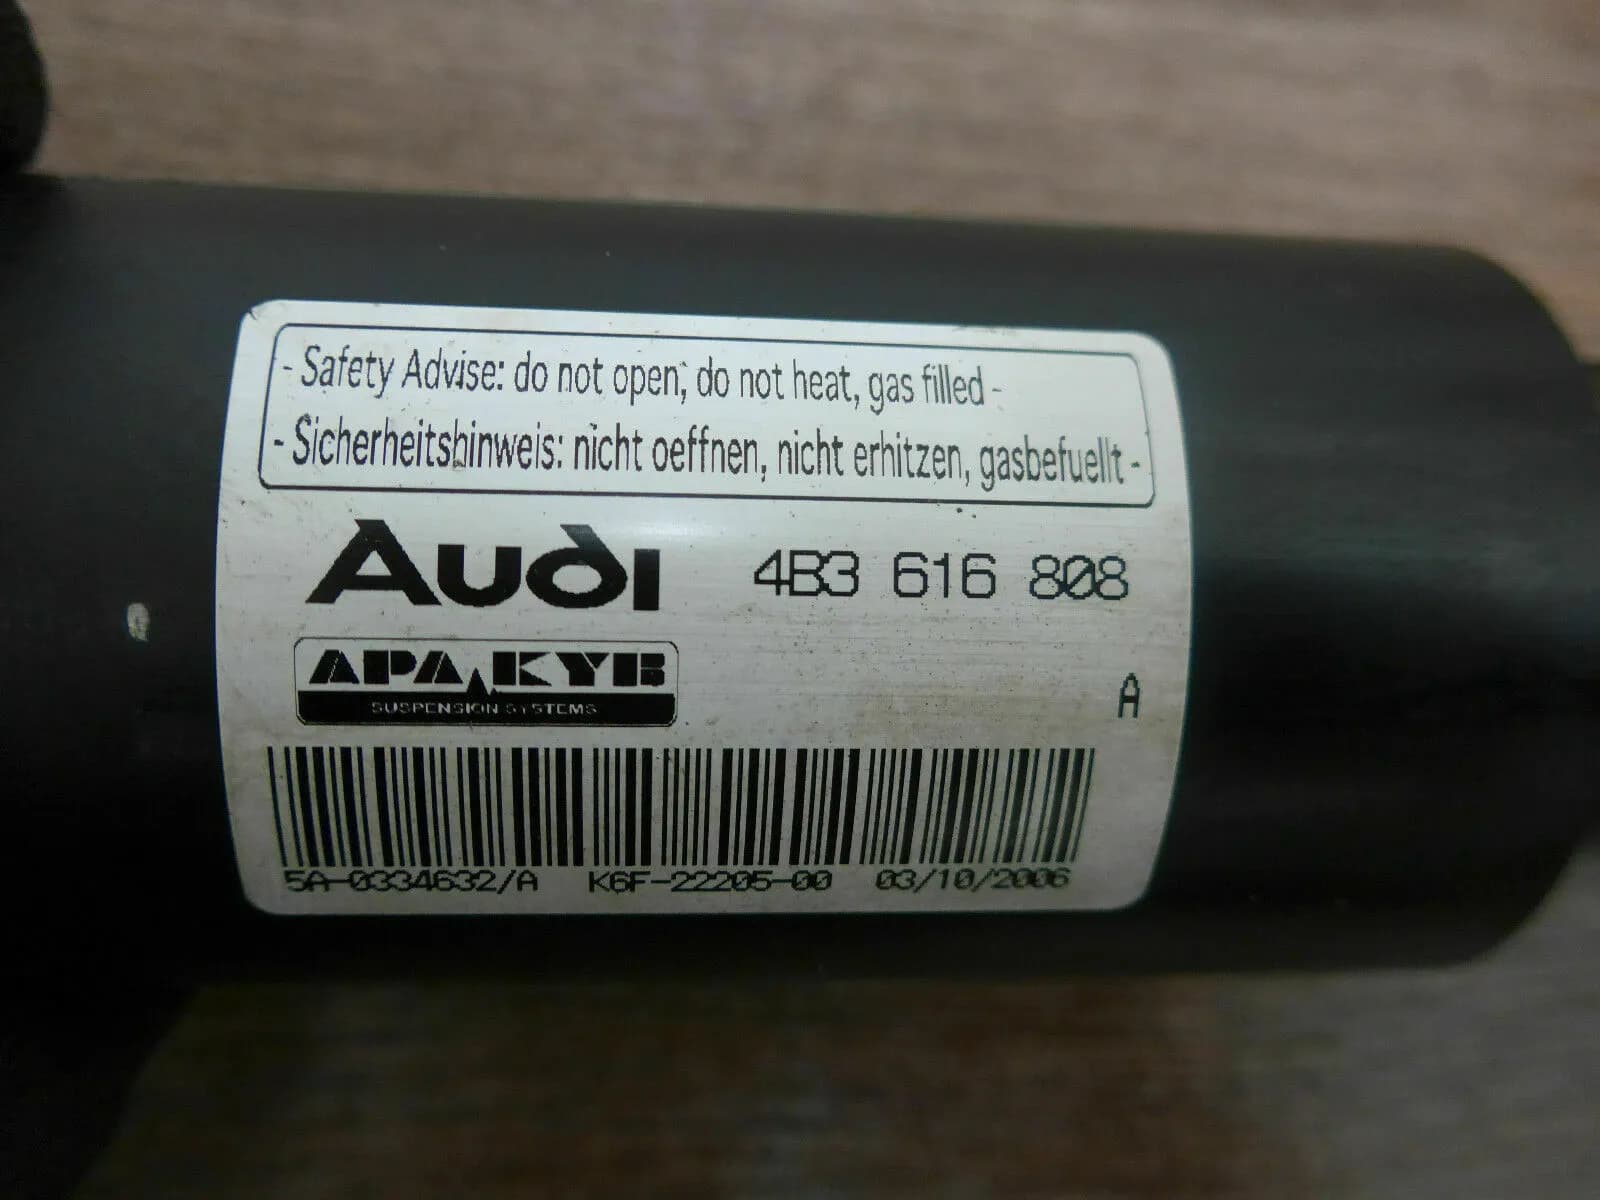 - Safety Advise: do not open, do not heat, gas filled -
- Sicherheitshinweis: nicht oeffnen, nicht erhitzen, gasbefuellt -
Audi 4B3 616 808
APA KYB
SUSPENSION SYSTEMS
A
5A-0334632/A K6F-22205-00 03/10/2006